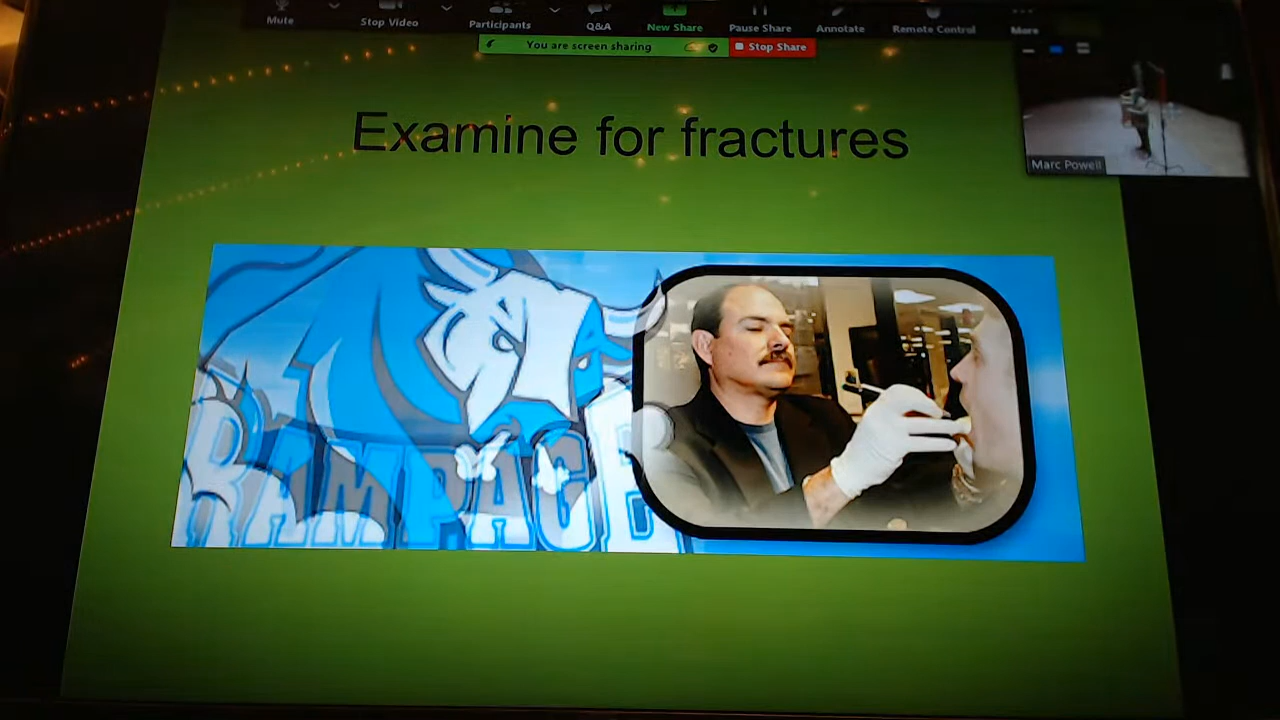 Mute
Stop Video
Participants
Q&A
New Share
Pause Share
Annotate
Remote Control
More
You are screen sharing
Stop Share
Examine for fractures
Marc Powell
RAMPAGE